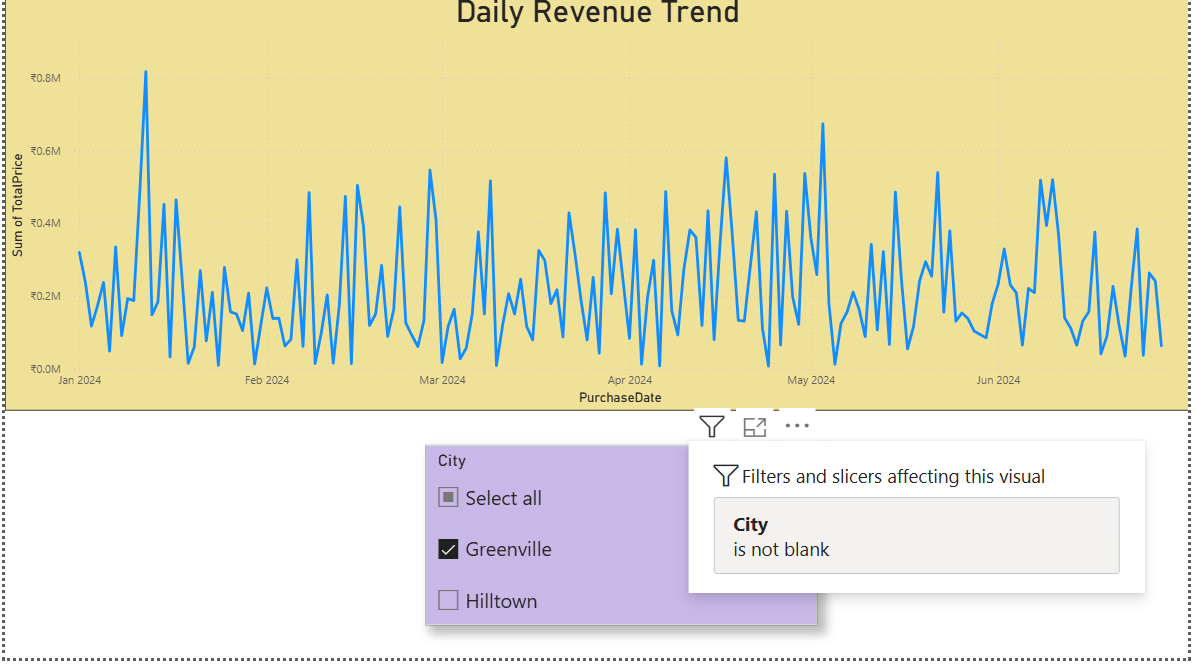 Daily Revenue Trend
Sum of TotalPrice
₹0.8M
₹0.6M
₹0.4M
₹0.2M
₹0.0M
Jan 2024 Feb 2024 Mar 2024 Apr 2024 May 2024 Jun 2024
PurchaseDate
City
Select all
Greenville
Hilltown
Filters and slicers affecting this visual
City
is not blank